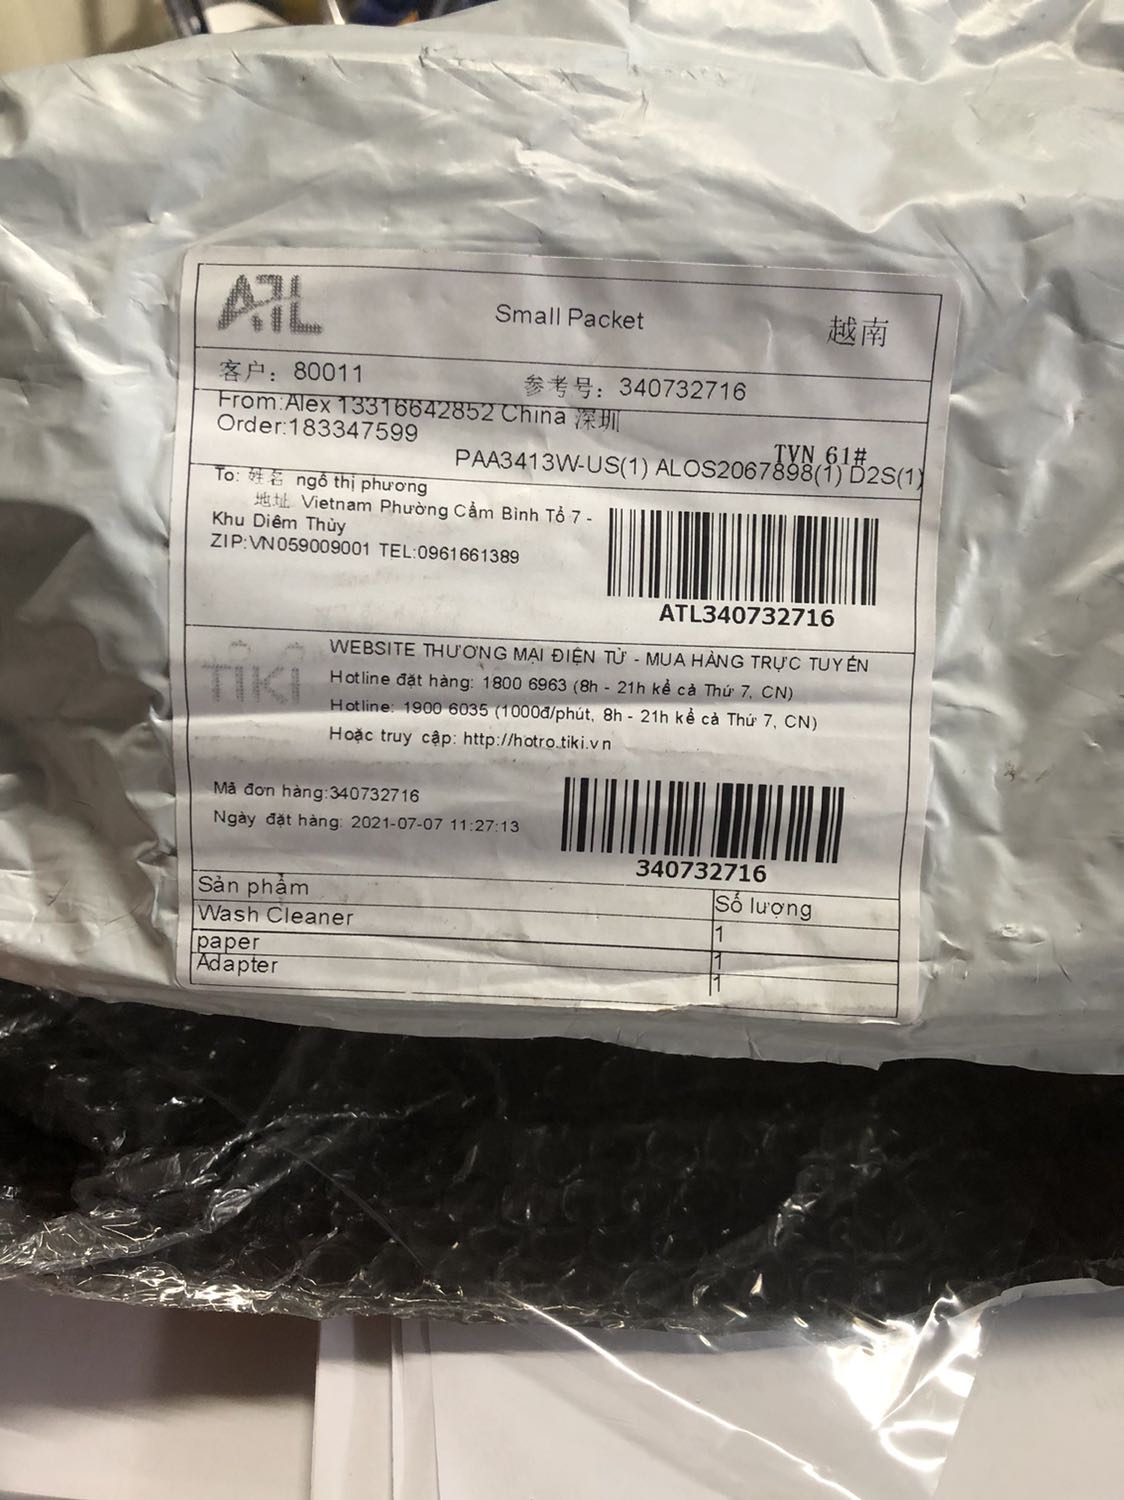 ATL
Small Packet
越南
客户：80011
参考号：340732716
From:Alex 13316642852 China 深圳
Order:183347599
TVN 61#
PAA3413W-US(1) ALOS2067898(1) D2S(1)
To: 姓名 ngô thị phương
地址 Vietnam Phường Cẩm Bình Tổ 7 -
Khu Diêm Thủy
ZIP:VN059009001 TEL:0961661389
ATL340732716
TIKI
WEBSITE THƯƠNG MẠI ĐIỆN TỬ - MUA HÀNG TRỰC TUYẾN
Hotline đặt hàng: 1800 6963 (8h - 21h kể cả Thứ 7, CN)
Hotline: 1900 6035 (1000đ/phút, 8h - 21h kể cả Thứ 7, CN)
Hoặc truy cập: http://hotro.tiki.vn
Mã đơn hàng:340732716
Ngày đặt hàng: 2021-07-07 11:27:13
340732716
Sản phẩm
Số lượng
Wash Cleaner
1
paper
1
Adapter
1